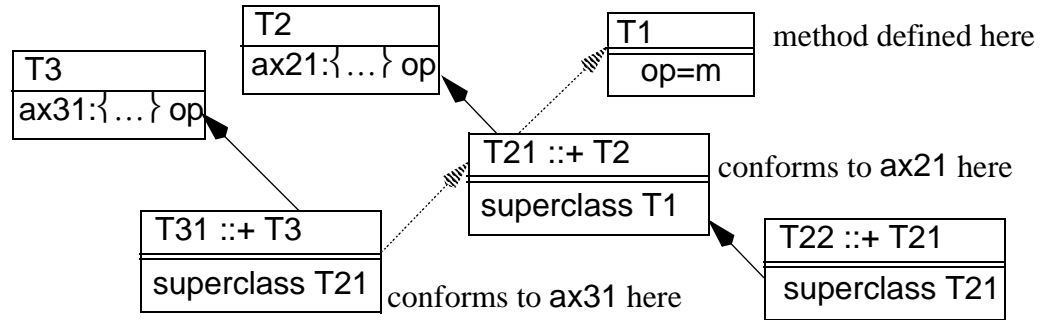 T2
ax21:{…} op
T1
op=m
method defined here
T3
ax31:{…} op
T21 ::+ T2
superclass T1
conforms to ax21 here
T31 ::+ T3
superclass T21
conforms to ax31 here
T22 ::+ T21
superclass T21